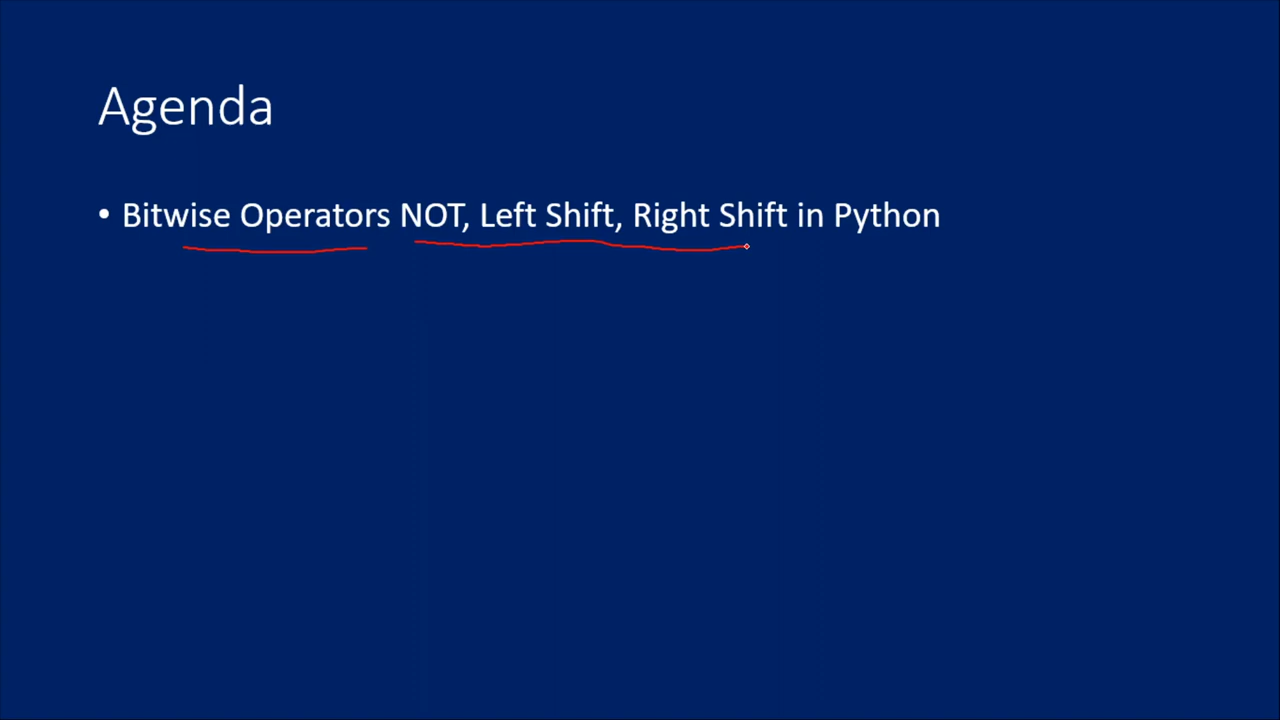 Agenda
• Bitwise Operators NOT, Left Shift, Right Shift in Python